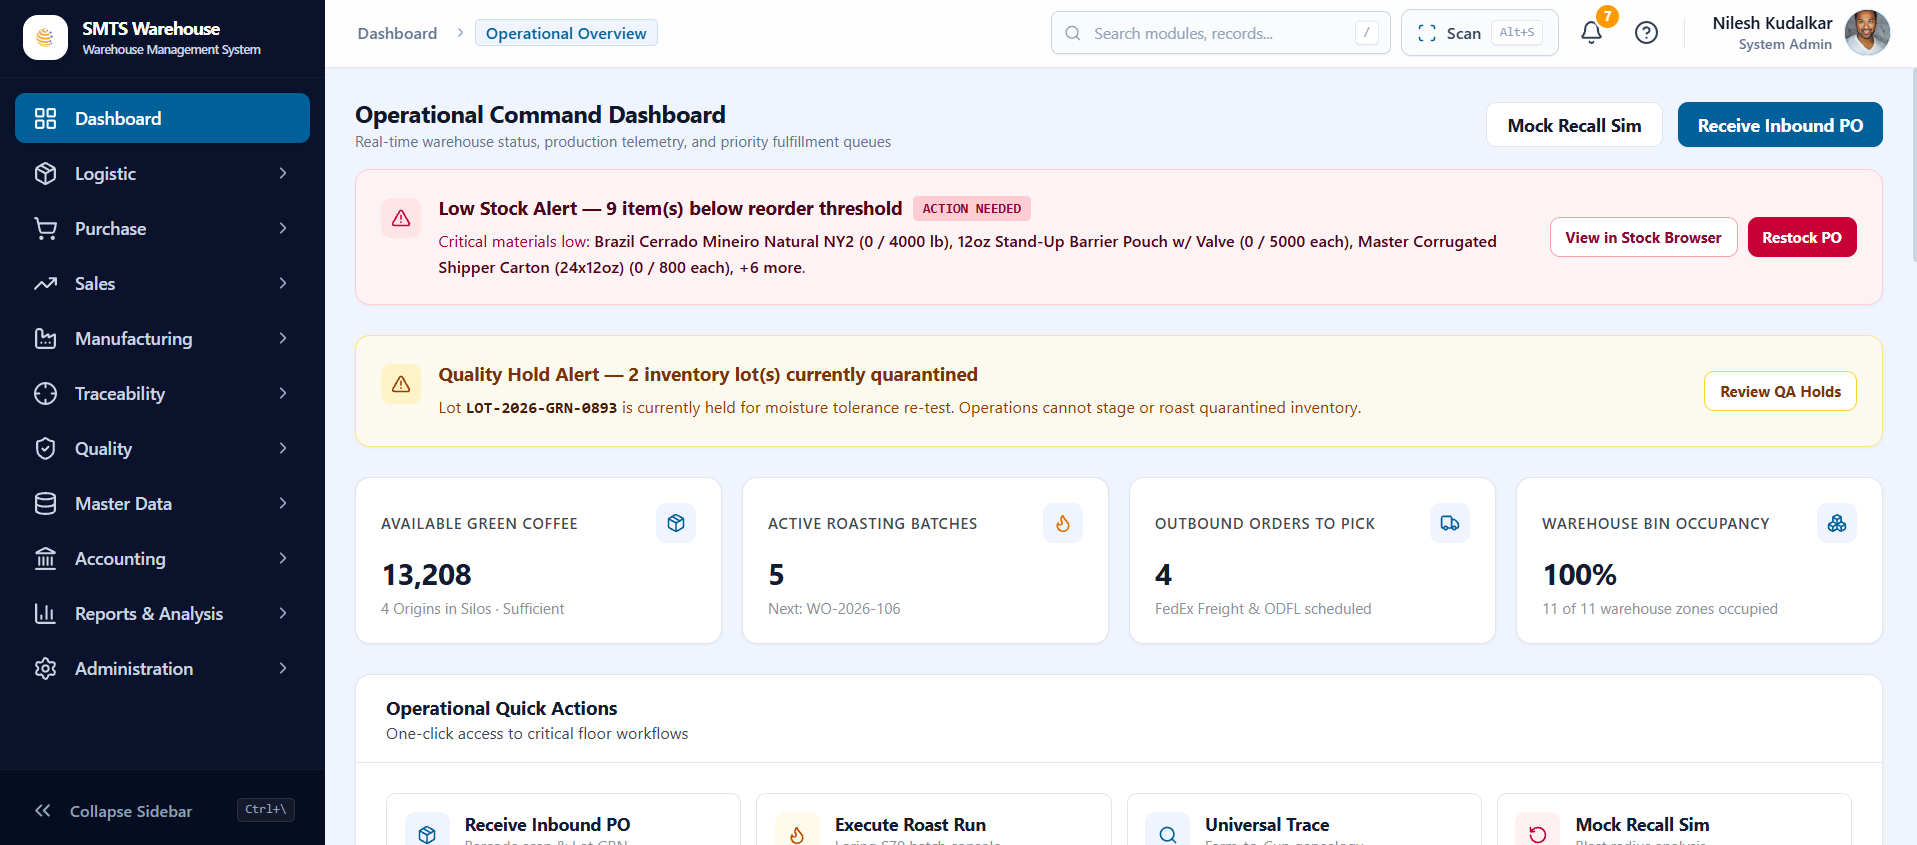 SMTS Warehouse
Warehouse Management System
Dashboard
Operational Overview
Search modules, records...
/
Scan
Alt+S
7
Nilesh Kudalkar
System Admin
Dashboard
Logistic
Purchase
Sales
Manufacturing
Traceability
Quality
Master Data
Accounting
Reports & Analysis
Administration
Collapse Sidebar
Ctrl+\
Operational Command Dashboard
Real-time warehouse status, production telemetry, and priority fulfillment queues
Mock Recall Sim
Receive Inbound PO
Low Stock Alert — 9 item(s) below reorder threshold
ACTION NEEDED
Critical materials low: Brazil Cerrado Mineiro Natural NY2 (0 / 4000 lb), 12oz Stand-Up Barrier Pouch w/ Valve (0 / 5000 each), Master Corrugated
Shipper Carton (24x12oz) (0 / 800 each), +6 more.
View in Stock Browser
Restock PO
Quality Hold Alert — 2 inventory lot(s) currently quarantined
Lot LOT-2026-GRN-0893 is currently held for moisture tolerance re-test. Operations cannot stage or roast quarantined inventory.
Review QA Holds
AVAILABLE GREEN COFFEE
13,208
4 Origins in Silos · Sufficient
ACTIVE ROASTING BATCHES
5
Next: WO-2026-106
OUTBOUND ORDERS TO PICK
4
FedEx Freight & ODFL scheduled
WAREHOUSE BIN OCCUPANCY
100%
11 of 11 warehouse zones occupied
Operational Quick Actions
One-click access to critical floor workflows
Receive Inbound PO
Execute Roast Run
Universal Trace
Mock Recall Sim